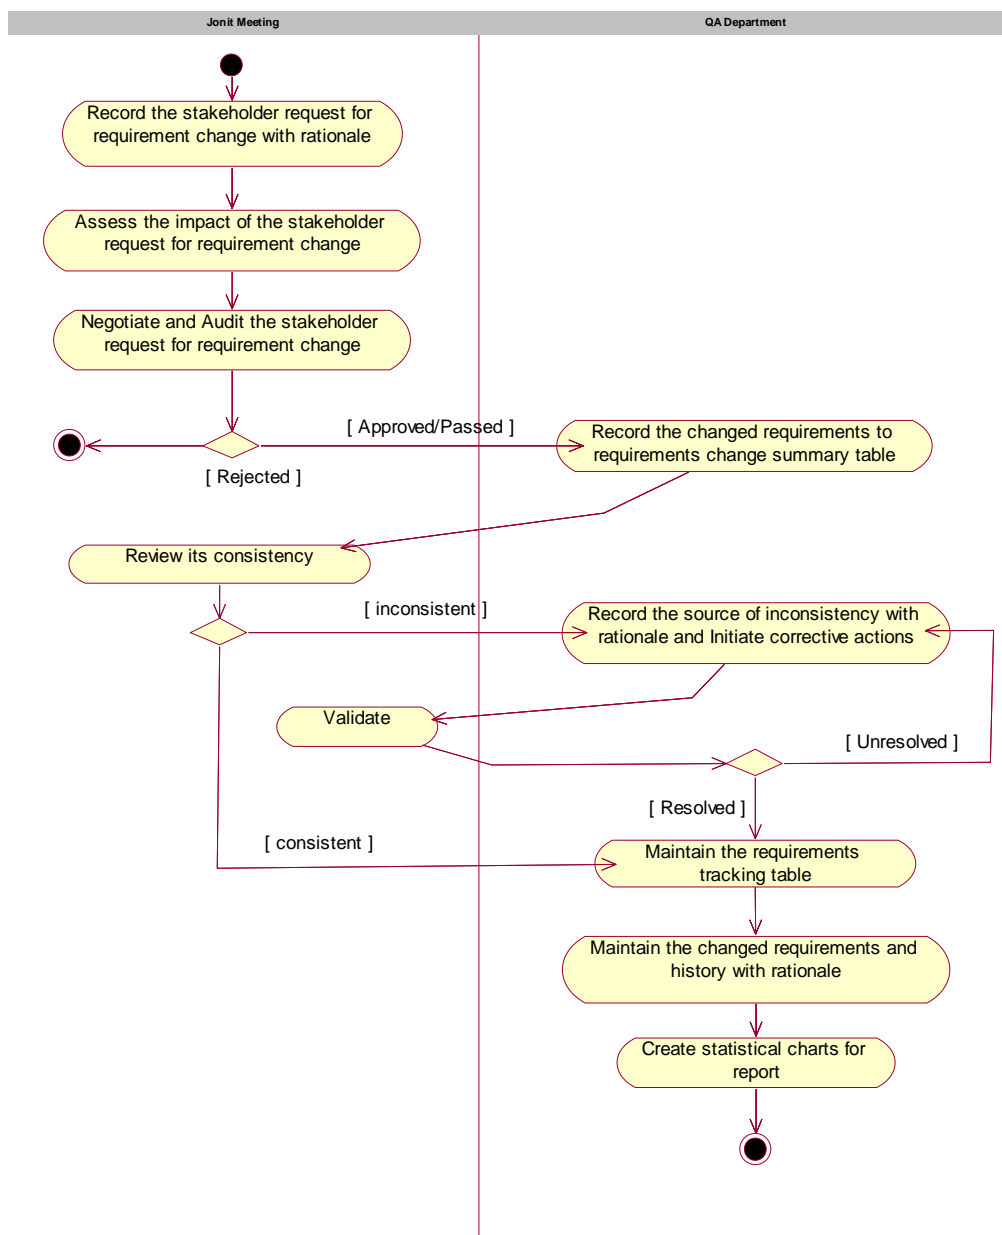 Jonit Meeting
QA Department
Record the stakeholder request for
requirement change with rationale
Assess the impact of the stakeholder
request for requirement change
Negotiate and Audit the stakeholder
request for requirement change
[ Approved/Passed ]
[ Rejected ]
Record the changed requirements to
requirements change summary table
Review its consistency
[ inconsistent ]
Record the source of inconsistency with
rationale and Initiate corrective actions
Validate
[ Unresolved ]
[ Resolved ]
[ consistent ]
Maintain the requirements
tracking table
Maintain the changed requirements and
history with rationale
Create statistical charts for
report